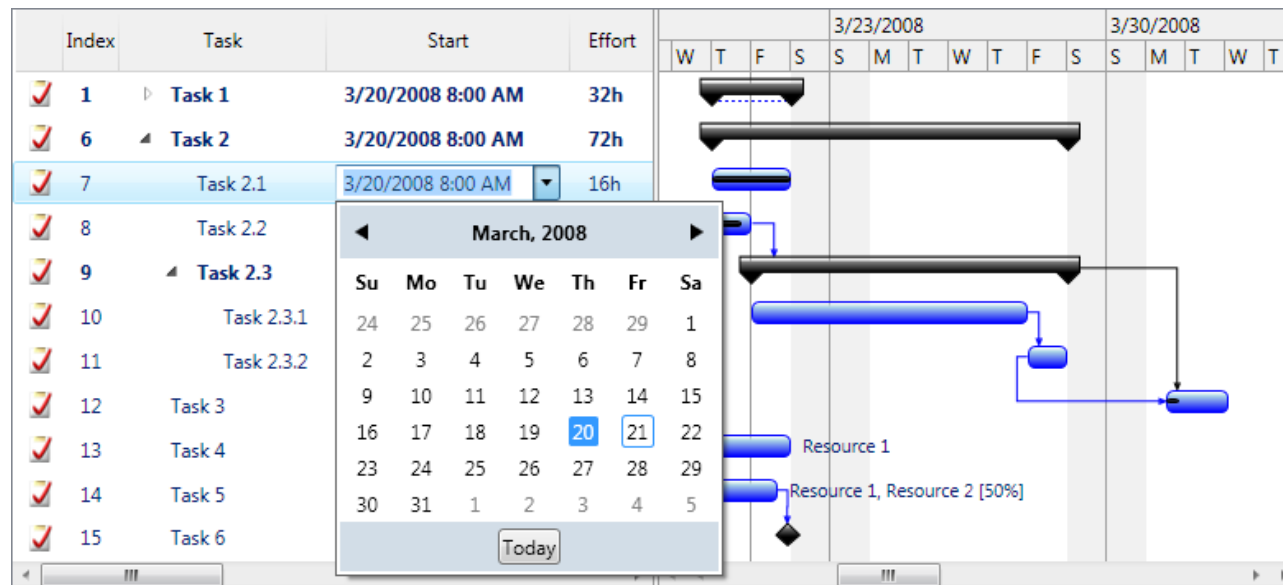 3/23/2008 3/30/2008
Index Task Start Effort
W T F S S M T W T F S S M T W T
1 Task 1 3/20/2008 8:00 AM 32h
6 Task 2 3/20/2008 8:00 AM 72h
7 Task 2.1 3/20/2008 8:00 AM 16h
8 Task 2.2
March, 2008
9 Task 2.3
Su Mo Tu We Th Fr Sa
10 Task 2.3.1
24 25 26 27 28 29 1
11 Task 2.3.2
2 3 4 5 6 7 8
12 Task 3
9 10 11 12 13 14 15
16 17 18 19 20 21 22
13 Task 4
Resource 1
23 24 25 26 27 28 29
14 Task 5
Resource 1, Resource 2 [50%]
30 31 1 2 3 4 5
15 Task 6
Today